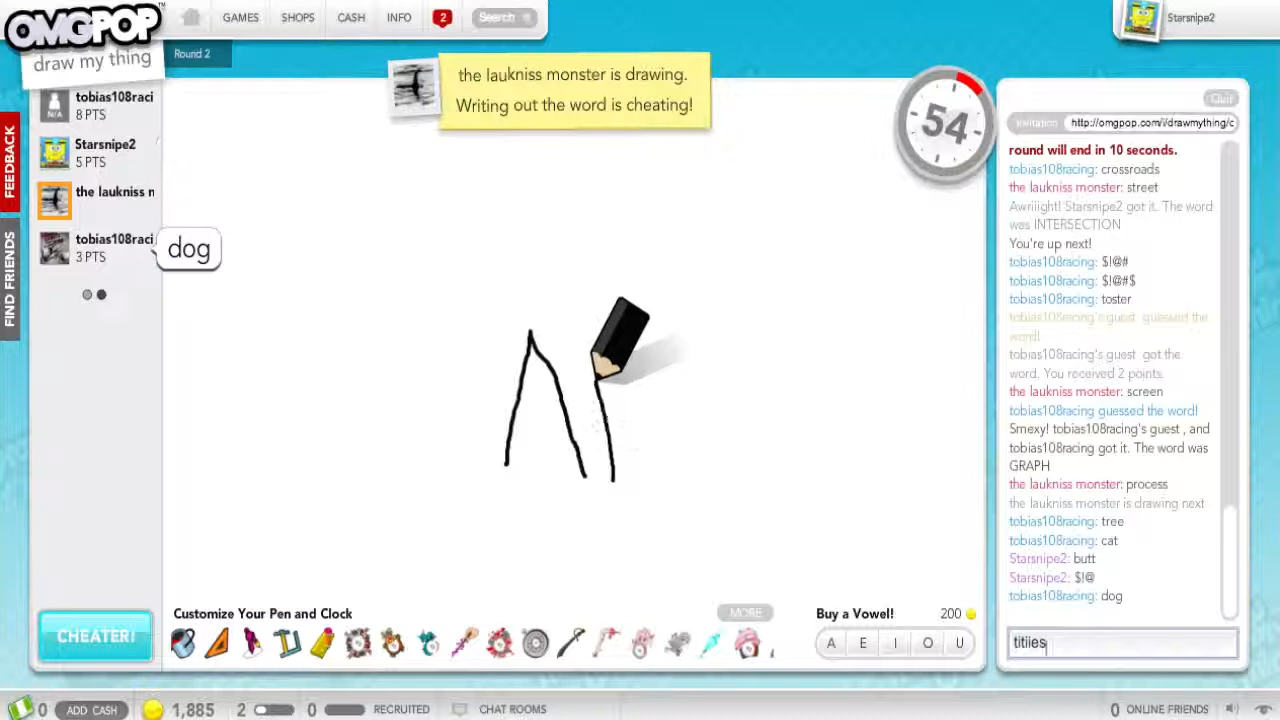 OMGPOP™
draw my thing
GAMES
SHOPS
CASH
INFO
2
Search
Starsnipe2
Round 2
the laukniss monster is drawing.
Writing out the word is cheating!
54
FEEDBACK
FIND FRIENDS
tobias108raci
8 PTS
N/A
Starsnipe2
5 PTS
the laukniss n
tobias108raci
3 PTS
dog
Quit
invitation
http://omgpop.com//drawmything/c
round will end in 10 seconds.
tobias108racing: crossroads
the laukniss monster: street
Awriiight! Starsnipe2 got it. The word
was INTERSECTION
You're up next!
tobias108racing: $!@#
tobias108racing: $!@#$
tobias108racing: toster
tobias108racing's guest guessed the
word!
tobias108racing's guest got the
word. You received 2 points.
the laukniss monster: screen
tobias108racing guessed the word!
Smexy! tobias108racing's guest , and
tobias108racing got it. The word was
GRAPH
the laukniss monster: process
the laukniss monster is drawing next
tobias108racing: tree
tobias108racing: cat
Starsnipe2: butt
Starsnipe2: $!@
tobias108racing: dog
titiies
CHEATER!
Customize Your Pen and Clock
MORE
Buy a Vowel!
200
A E I O U
0
ADD CASH
1,885
2
0
RECRUITED
CHAT ROOMS
0 ONLINE FRIENDS